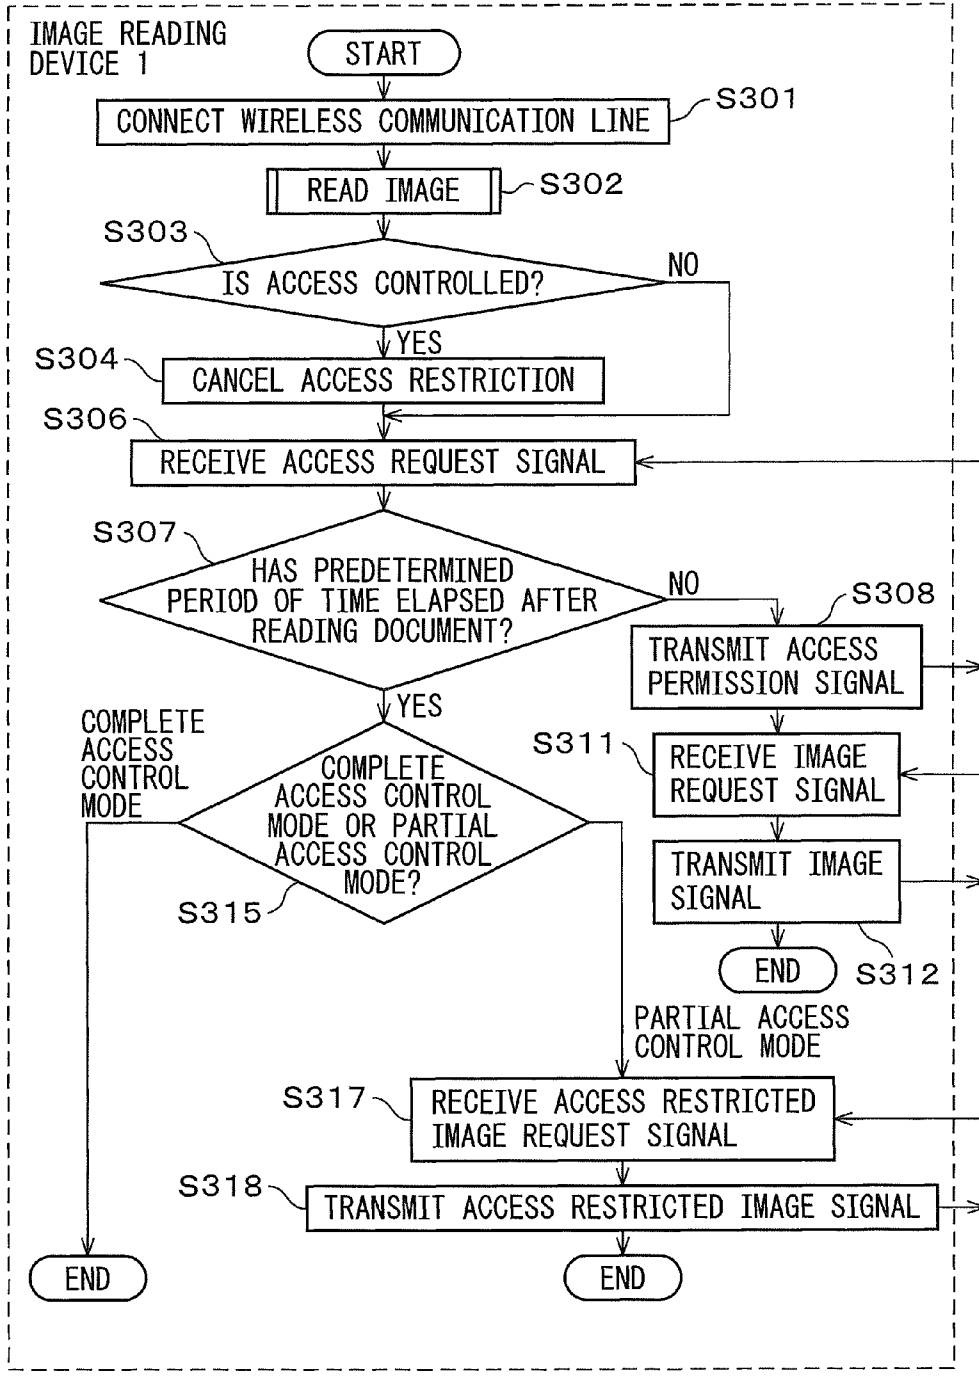 IMAGE READING
DEVICE 1
START
S301
CONNECT WIRELESS COMMUNICATION LINE
READ IMAGE
S302
S303
IS ACCESS CONTROLLED?
NO
YES
S304
CANCEL ACCESS RESTRICTION
S306
RECEIVE ACCESS REQUEST SIGNAL
S307
HAS PREDETERMINED
PERIOD OF TIME ELAPSED AFTER
READING DOCUMENT?
NO
YES
S308
TRANSMIT ACCESS
PERMISSION SIGNAL
S311
RECEIVE IMAGE
REQUEST SIGNAL
TRANSMIT IMAGE
SIGNAL
S312
END
COMPLETE
ACCESS
CONTROL
MODE
COMPLETE
ACCESS CONTROL
MODE OR PARTIAL
ACCESS CONTROL
MODE?
S315
PARTIAL ACCESS
CONTROL MODE
S317
RECEIVE ACCESS RESTRICTED
IMAGE REQUEST SIGNAL
S318
TRANSMIT ACCESS RESTRICTED IMAGE SIGNAL
END
END